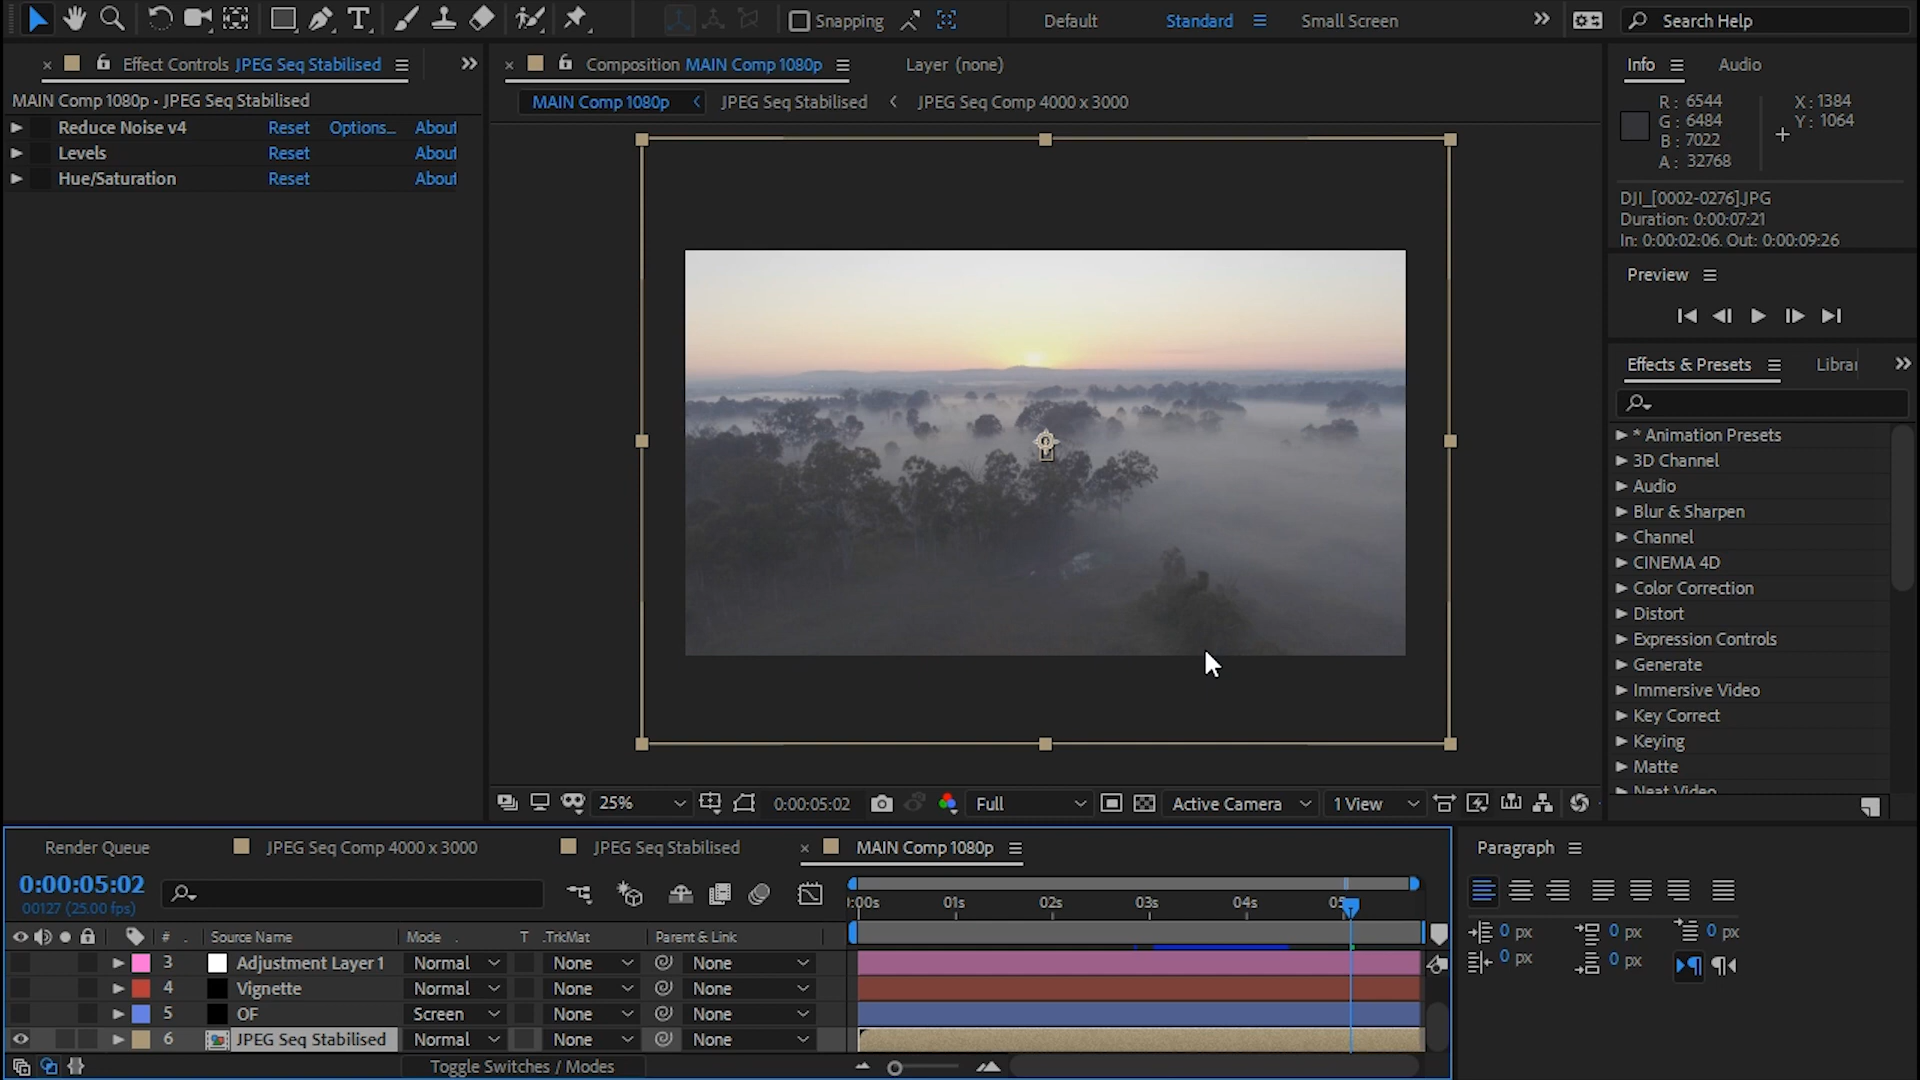 Snapping
Default
Standard
Small Screen
Search Help
Effect Controls JPEG Seq Stabilised
MAIN Comp 1080p • JPEG Seq Stabilised
Reduce Noise v4 Reset Options... About
Levels Reset About
Hue/Saturation Reset About
Composition MAIN Comp 1080p
Layer (none)
MAIN Comp 1080p
JPEG Seq Stabilised
JPEG Seq Comp 4000 x 3000
25%
0:00:05:02
Full
Active Camera
1 View
Info
Audio
R: 6544
G: 6484
B: 7022
A: 32768
X: 1384
Y: 1064
DJI_[0002-0276].JPG
Duration: 0:00:07:21
In: 0:00:02:06, Out: 0:00:09:26
Preview
Effects & Presets
* Animation Presets
3D Channel
Audio
Blur & Sharpen
Channel
CINEMA 4D
Color Correction
Distort
Expression Controls
Generate
Immersive Video
Key Correct
Keying
Matte
Neat Video
Render Queue
JPEG Seq Comp 4000 x 3000
JPEG Seq Stabilised
MAIN Comp 1080p
0:00:05:02
00127 (25.00 fps)
01s 02s 03s 04s
# Source Name Mode T .TrkMat Parent & Link
3 Adjustment Layer 1 Normal None None
4 Vignette Normal None None
5 OF Screen None None
6 JPEG Seq Stabilised Normal None None
Toggle Switches / Modes
Paragraph
0 px 0 px 0 px
0 px 0 px